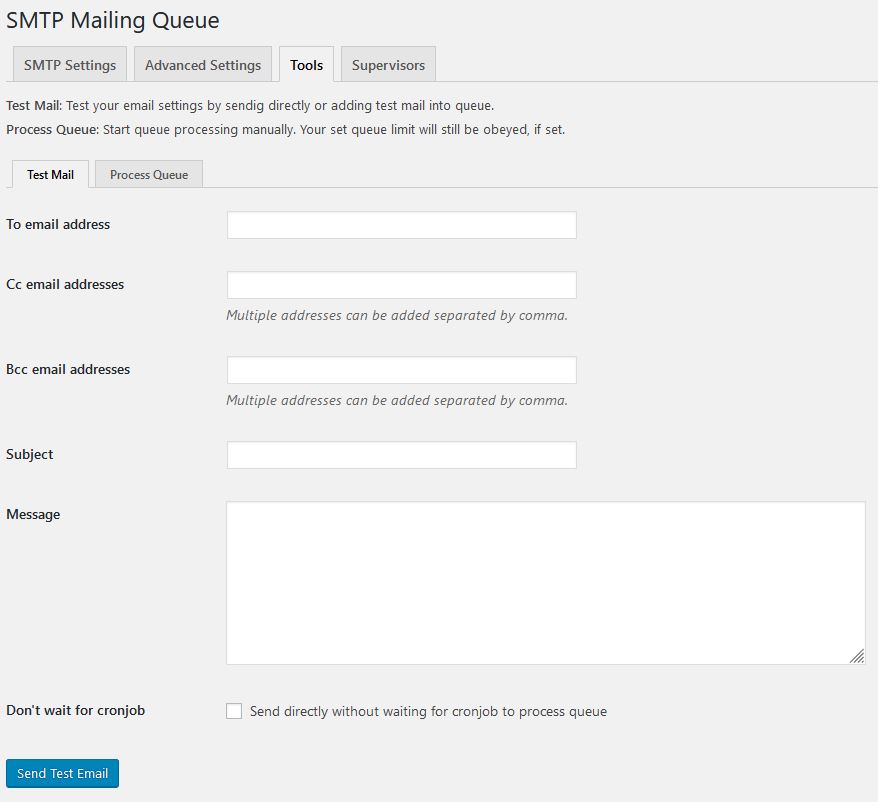 SMTP Mailing Queue
SMTP Settings Advanced Settings Tools Supervisors
Test Mail: Test your email settings by sendig directly or adding test mail into queue.
Process Queue: Start queue processing manually. Your set queue limit will still be obeyed, if set.
Test Mail Process Queue
To email address
Cc email addresses
Multiple addresses can be added separated by comma.
Bcc email addresses
Multiple addresses can be added separated by comma.
Subject
Message
Don't wait for cronjob Send directly without waiting for cronjob to process queue
Send Test Email